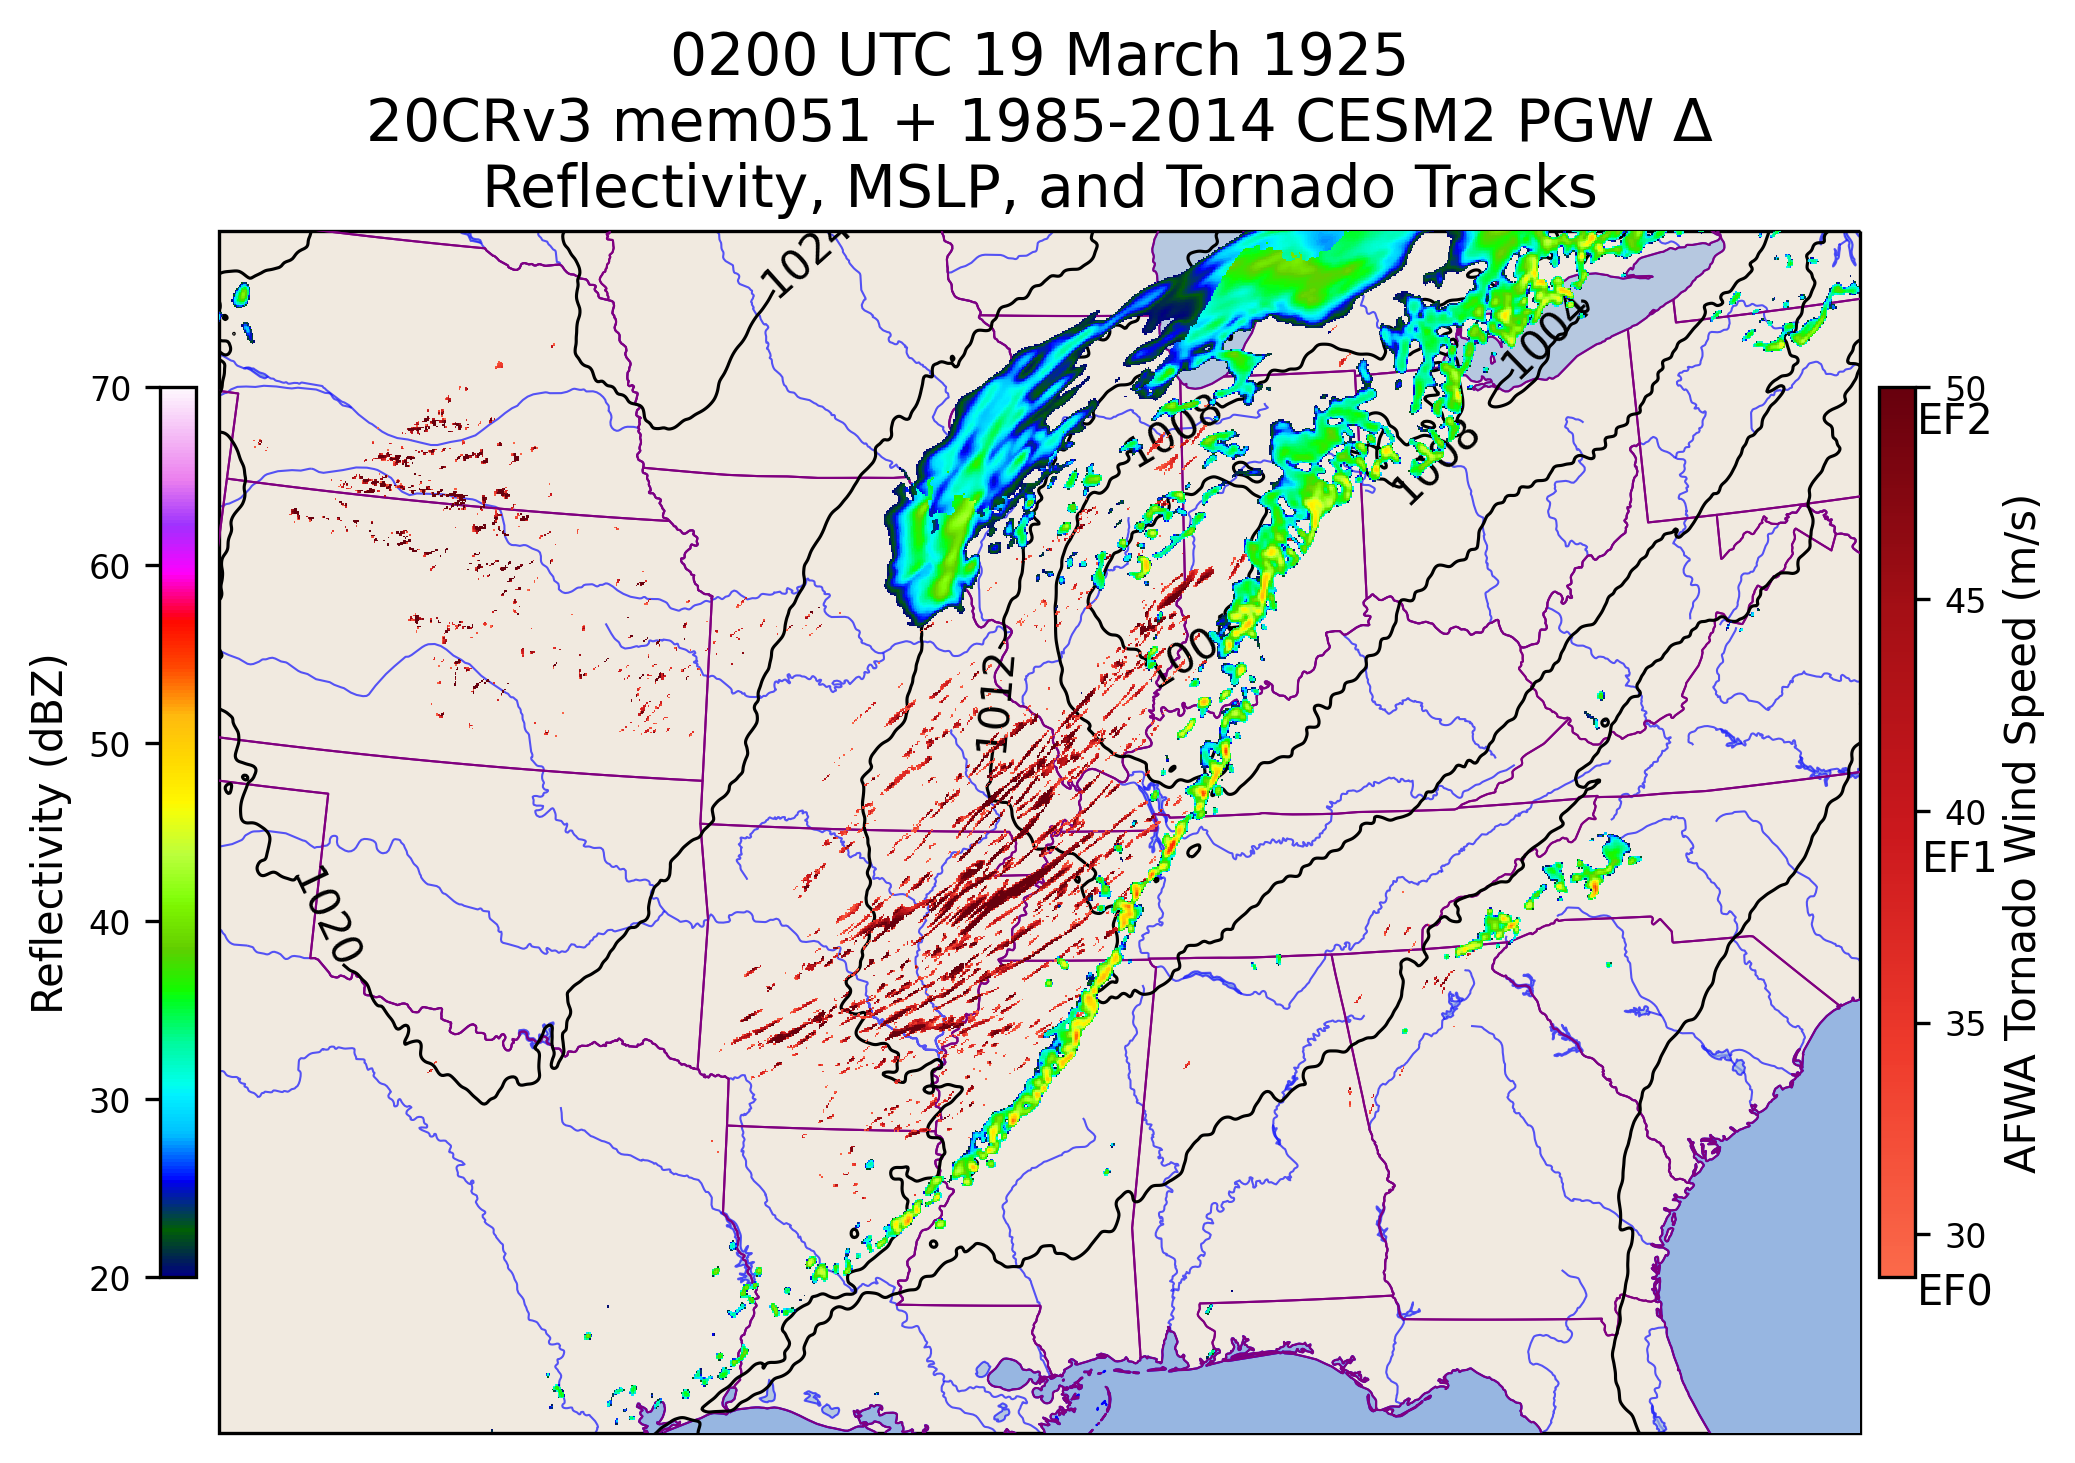 0200 UTC 19 March 1925
20CRv3 mem051 + 1985-2014 CESM2 PGW Δ
Reflectivity, MSLP, and Tornado Tracks
1024
1004
1008
1008
100
1012
1020
70
60
50
40
30
20
Reflectivity (dBZ)
50
EF2
45
40
EF1
35
30
EF0
AFWA Tornado Wind Speed (m/s)